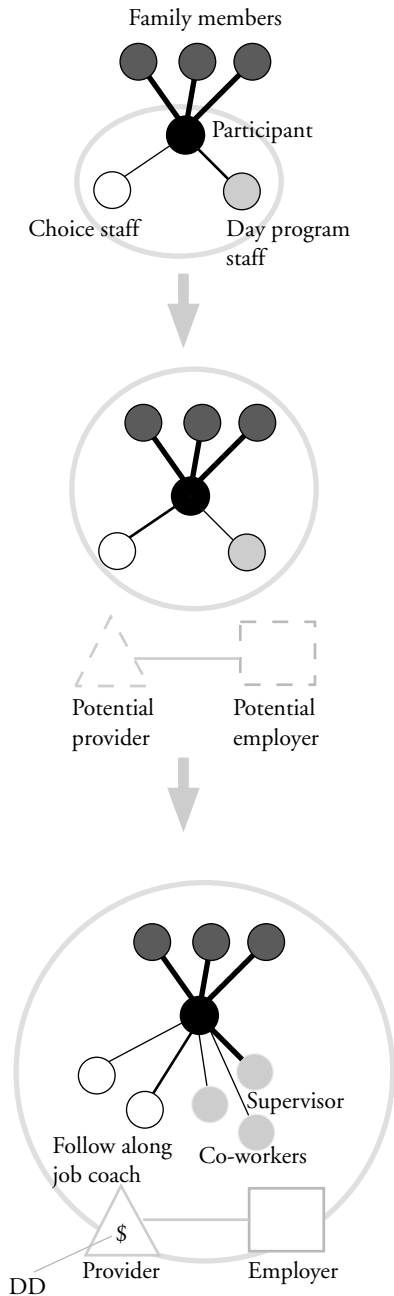 Family members
Participant
Choice staff
Day program
staff
Potential
provider
Potential
employer
Supervisor
Co-workers
Follow along
job coach
$
Provider
Employer
DD